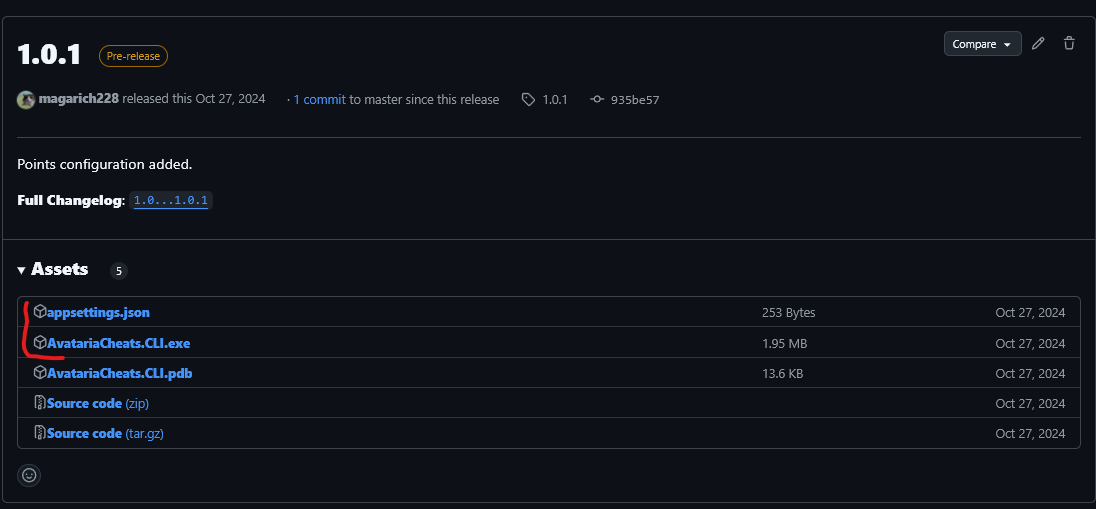 1.0.1 Pre-release Compare
magarich228 released this Oct 27, 2024 · 1 commit to master since this release 1.0.1 935be57
Points configuration added.
Full Changelog: 1.0...1.0.1
Assets 5
appsettings.json 253 Bytes Oct 27, 2024
AvatariaCheats.CLI.exe 1.95 MB Oct 27, 2024
AvatariaCheats.CLI.pdb 13.6 KB Oct 27, 2024
Source code (zip) Oct 27, 2024
Source code (tar.gz) Oct 27, 2024